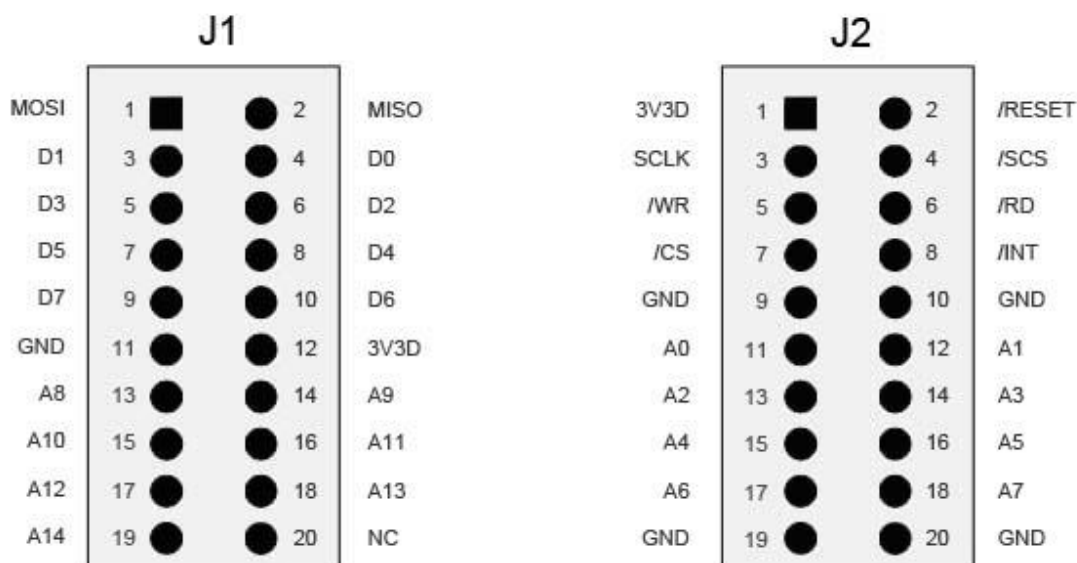 J1 J2
MOSI 1 2 MISO 3V3D 1 2 /RESET
D1 3 4 D0 SCLK 3 4 /SCS
D3 5 6 D2 /WR 5 6 /RD
D5 7 8 D4 /CS 7 8 /INT
D7 9 10 D6 GND 9 10 GND
GND 11 12 3V3D A0 11 12 A1
A8 13 14 A9 A2 13 14 A3
A10 15 16 A11 A4 15 16 A5
A12 17 18 A13 A6 17 18 A7
A14 19 20 NC GND 19 20 GND